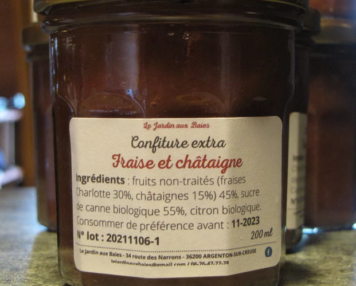 Le Jardin aux Baies
Confiture extra
Fraise et châtaigne
Ingrédients : fruits non-traités (fraises
Charlotte 30%, châtaignes 15%) 45%, sucre
de canne biologique 55%, citron biologique.
Consommer de préférence avant : 11-2023
N° lot : 20211106-1
200 ml
Le Jardin aux Baies - 34 route des Narrons - 36200 ARGENTON-SUR-CREUSE